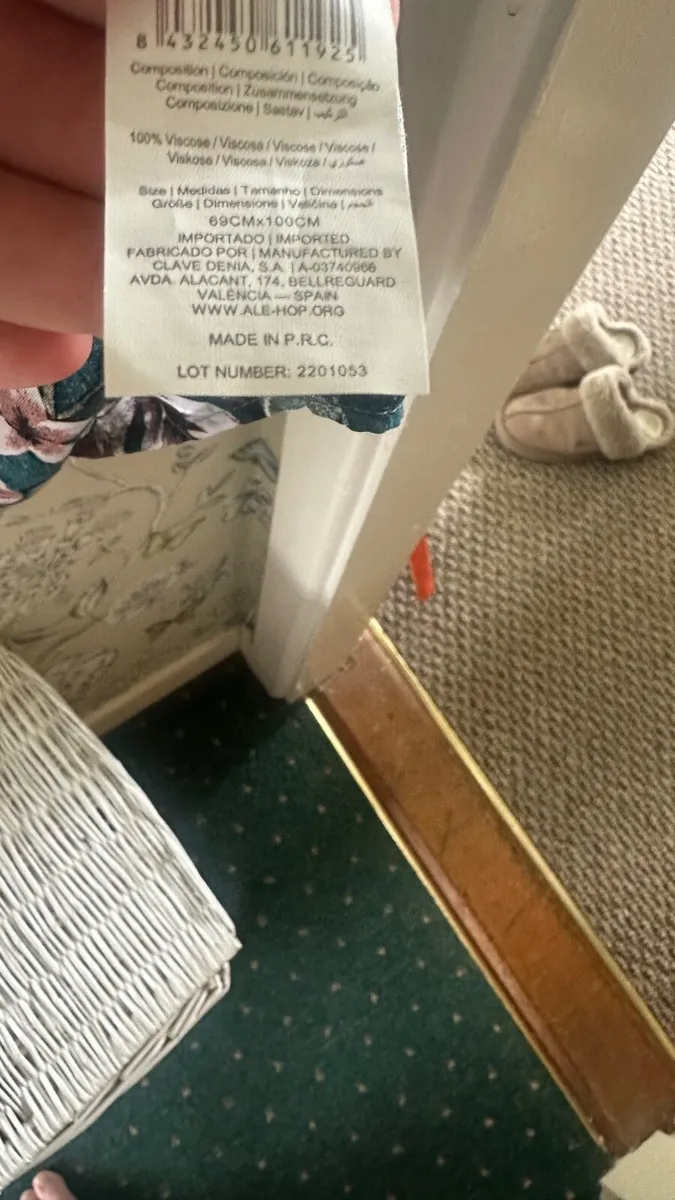 8 432450 611925
Composition | Composición | Composição
Composition | Zusammensetzung
Composizione | Sastav |
100% Viscose / Viscosa / Viscose / Viscose /
Viskose / Viscosa / Viskoza /
Size | Medidas | Tamanho | Dimensions
Größe | Dimensione | Veličina |
69CMx100CM
IMPORTADO | IMPORTED
FABRICADO POR | MANUFACTURED BY
CLAVE DENIA, S.A. | A-03740966
AVDA. ALACANT, 174, BELLREGUARD
VALÈNCIA — SPAIN
WWW.ALE-HOP.ORG
MADE IN P.R.C.
LOT NUMBER: 2201053